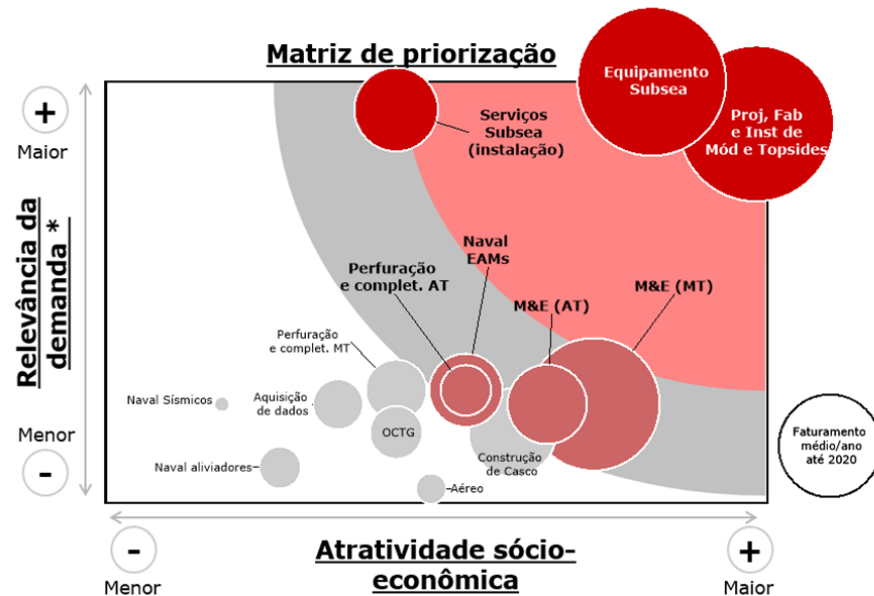 Matriz de priorização
+
Maior
Relevância da
demanda *
Menor
-
Equipamento
Subsea
Proj, Fab
e Inst de
Mód e Topsides
Serviços
Subsea
(instalação)
Naval
EAMs
Perfuração
e complet. AT
M&E (AT)
M&E (MT)
Perfuração
e complet. MT
Naval Sísmicos
Aquisição
de dados
OCTG
Construção
de Casco
Naval aliviadores
Aéreo
Faturamento
médio/ano
até 2020
-
Menor
Atratividade sócio-
econômica
+
Maior